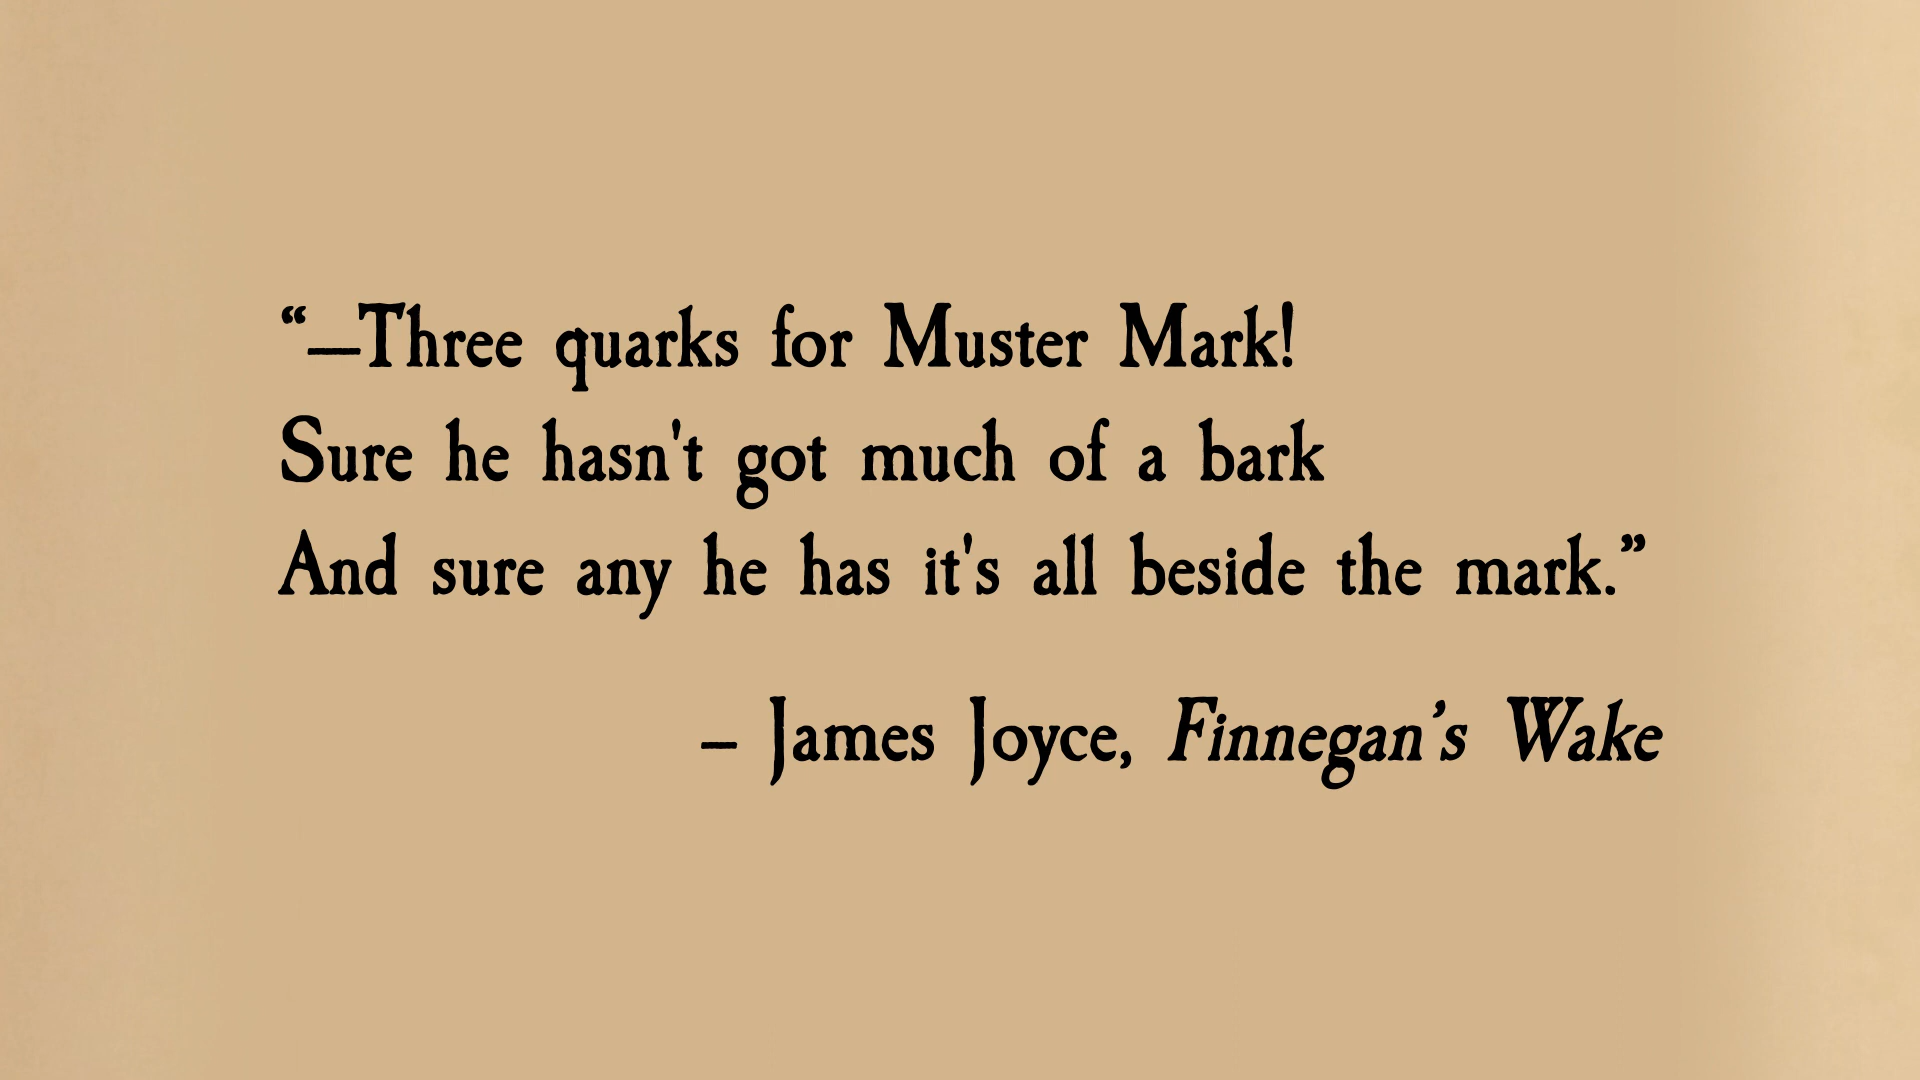 “—Three quarks for Muster Mark!
Sure he hasn't got much of a bark
And sure any he has it's all beside the mark.”
– James Joyce, Finnegan’s Wake